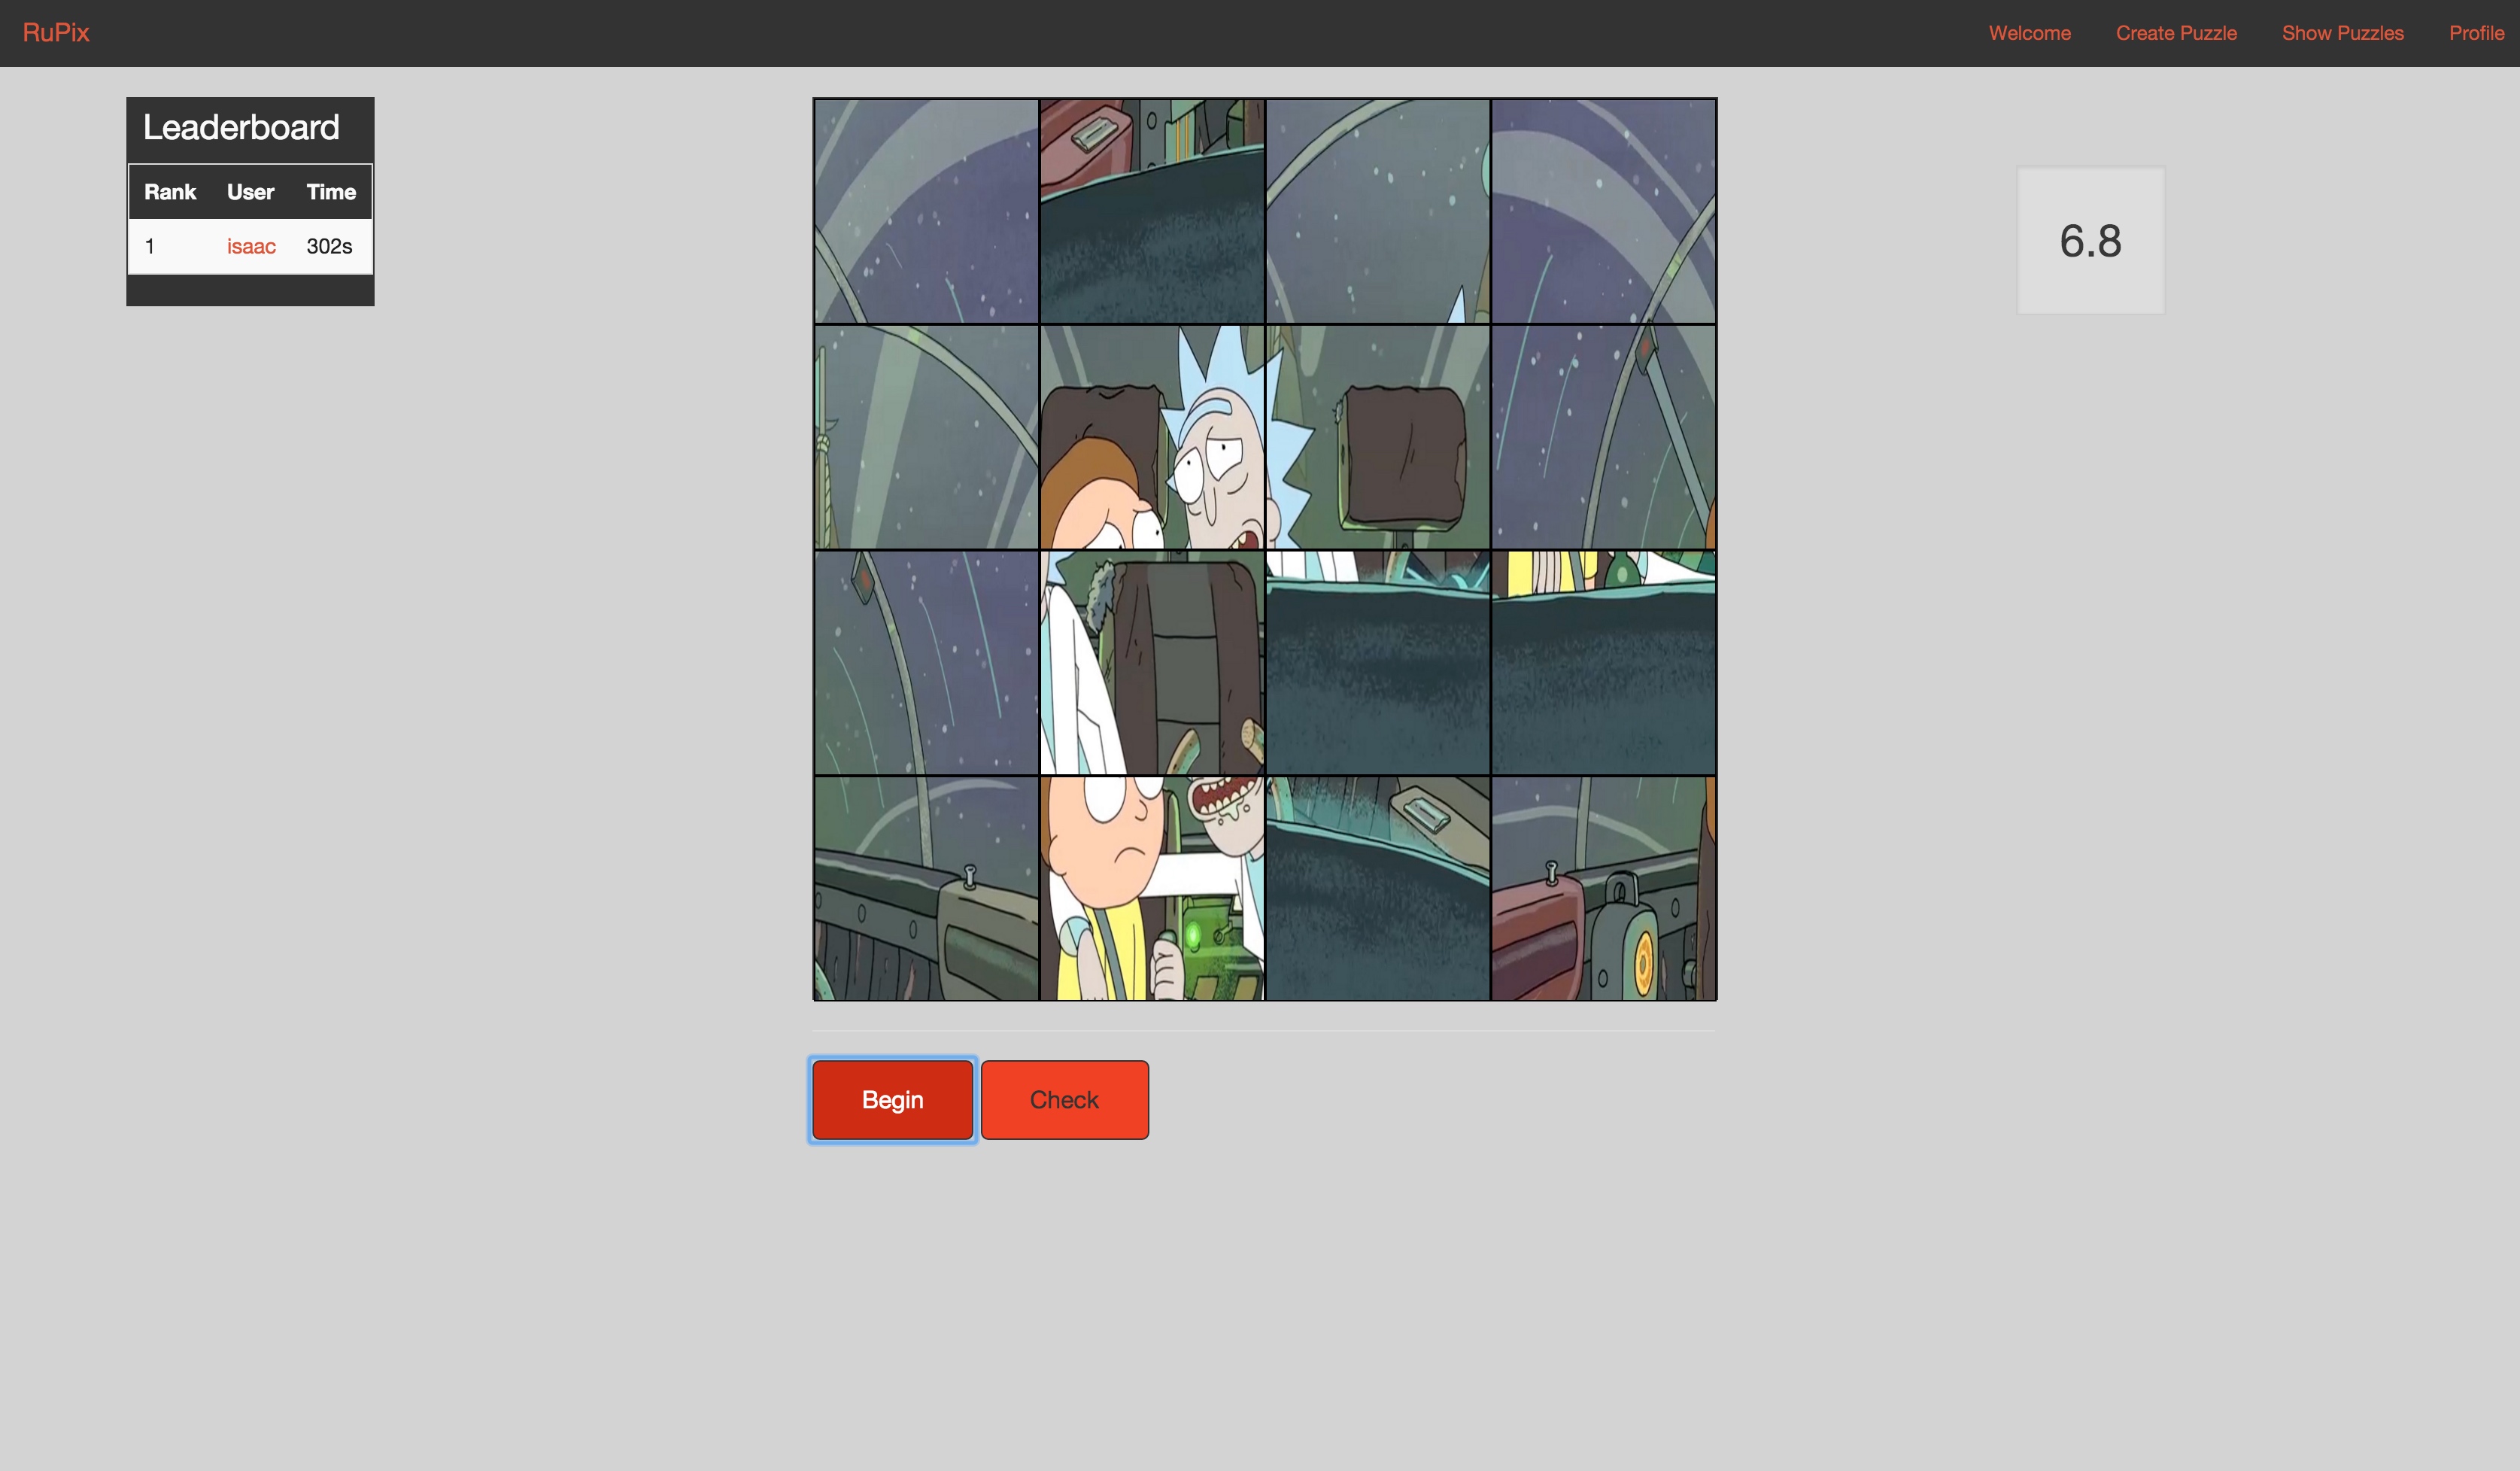 RuPix Welcome Create Puzzle Show Puzzles Profile
Leaderboard
Rank User Time
1 isaac 302s
6.8
Begin Check